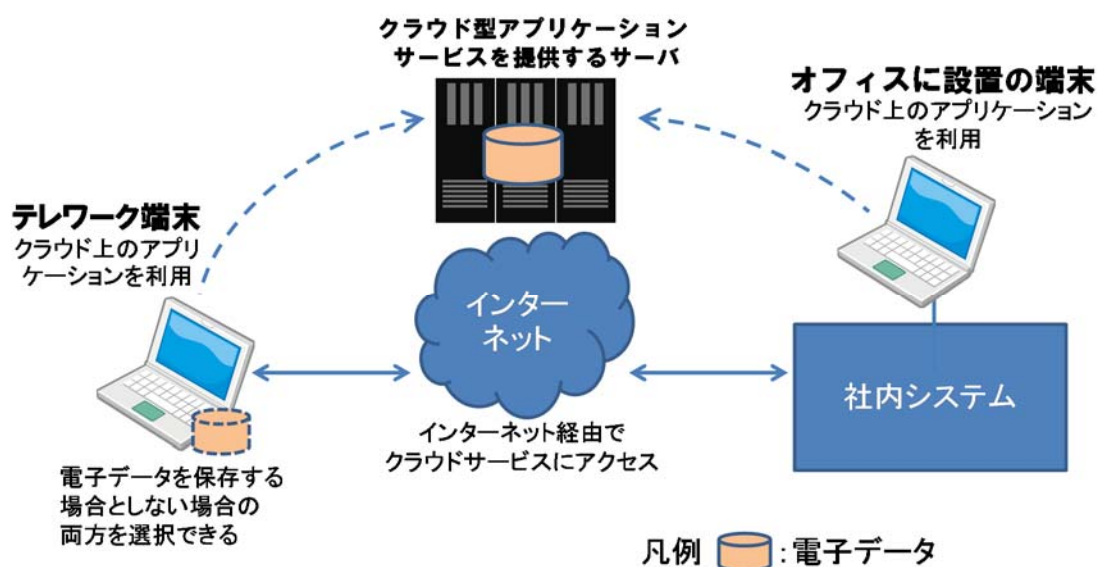 クラウド型アプリケーション
サービスを提供するサーバ
オフィスに設置の端末
クラウド上のアプリケーション
を利用
テレワーク端末
クラウド上のアプリ
ケーションを利用
インター
ネット
社内システム
インターネット経由で
クラウドサービスにアクセス
電子データを保存する
場合としない場合の
両方を選択できる
凡例 :電子データ